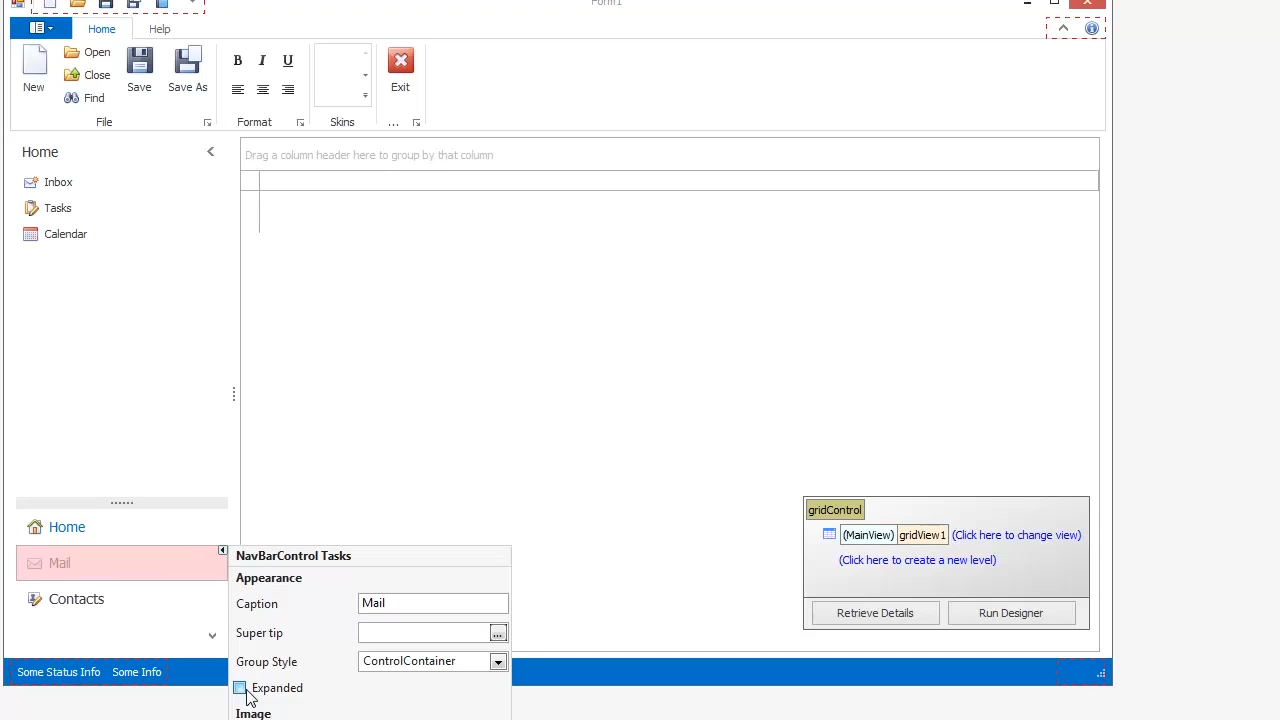 Form1
Home Help
New Open Close Find Save Save As B I U Exit
File Format Skins ...
Home
Drag a column header here to group by that column
Inbox
Tasks
Calendar
gridControl
Home
(MainView) gridView1 (Click here to change view)
Mail
NavBarControl Tasks
(Click here to create a new level)
Appearance
Contacts
Caption Mail
Retrieve Details Run Designer
Super tip ...
Group Style ControlContainer
Some Status Info Some Info
Expanded
Image